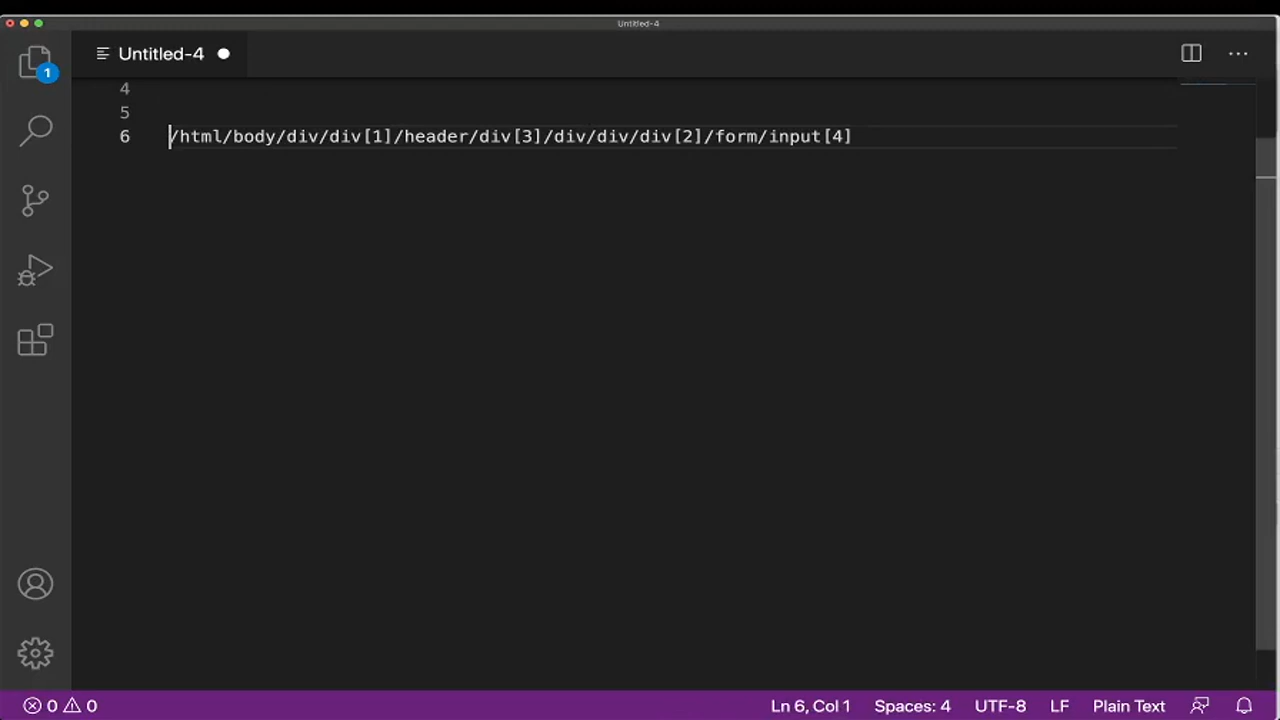 Untitled-4
Untitled-4
1
4
5
6 /html/body/div/div[1]/header/div[3]/div/div/div[2]/form/input[4]
0 0 Ln 6, Col 1 Spaces: 4 UTF-8 LF Plain Text